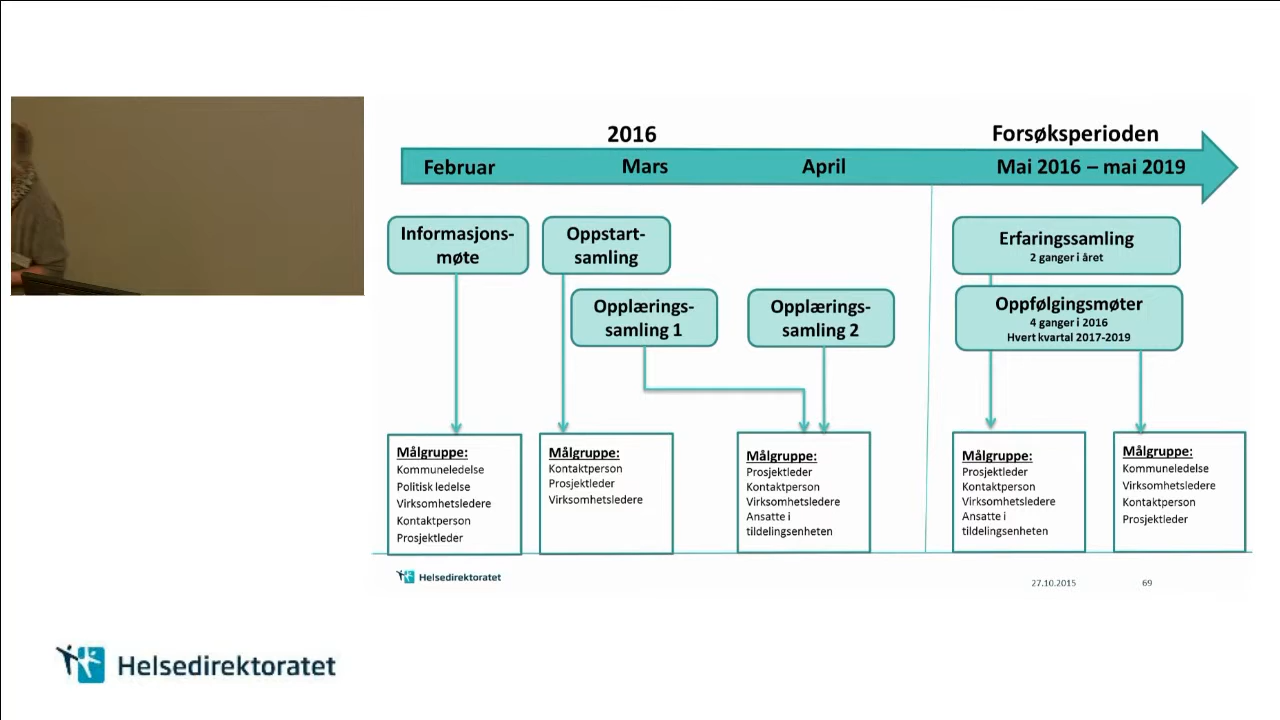 2016
Forsøksperioden
Februar
Mars
April
Mai 2016 – mai 2019
Informasjons-
møte
Oppstart-
samling
Opplærings-
samling 1
Opplærings-
samling 2
Erfaringssamling
2 ganger i året
Oppfølgingsmøter
4 ganger i 2016
Hvert kvartal 2017-2019
Målgruppe:
Kommuneledelse
Politisk ledelse
Virksomhetsledere
Kontaktperson
Prosjektleder
Målgruppe:
Kontaktperson
Prosjektleder
Virksomhetsledere
Målgruppe:
Prosjektleder
Kontaktperson
Virksomhetsledere
Ansatte i
tildelingsenheten
Målgruppe:
Prosjektleder
Kontaktperson
Virksomhetsledere
Ansatte i
tildelingsenheten
Målgruppe:
Kommuneledelse
Virksomhetsledere
Kontaktperson
Prosjektleder
Helsedirektoratet
27.10.2015
69
Helsedirektoratet